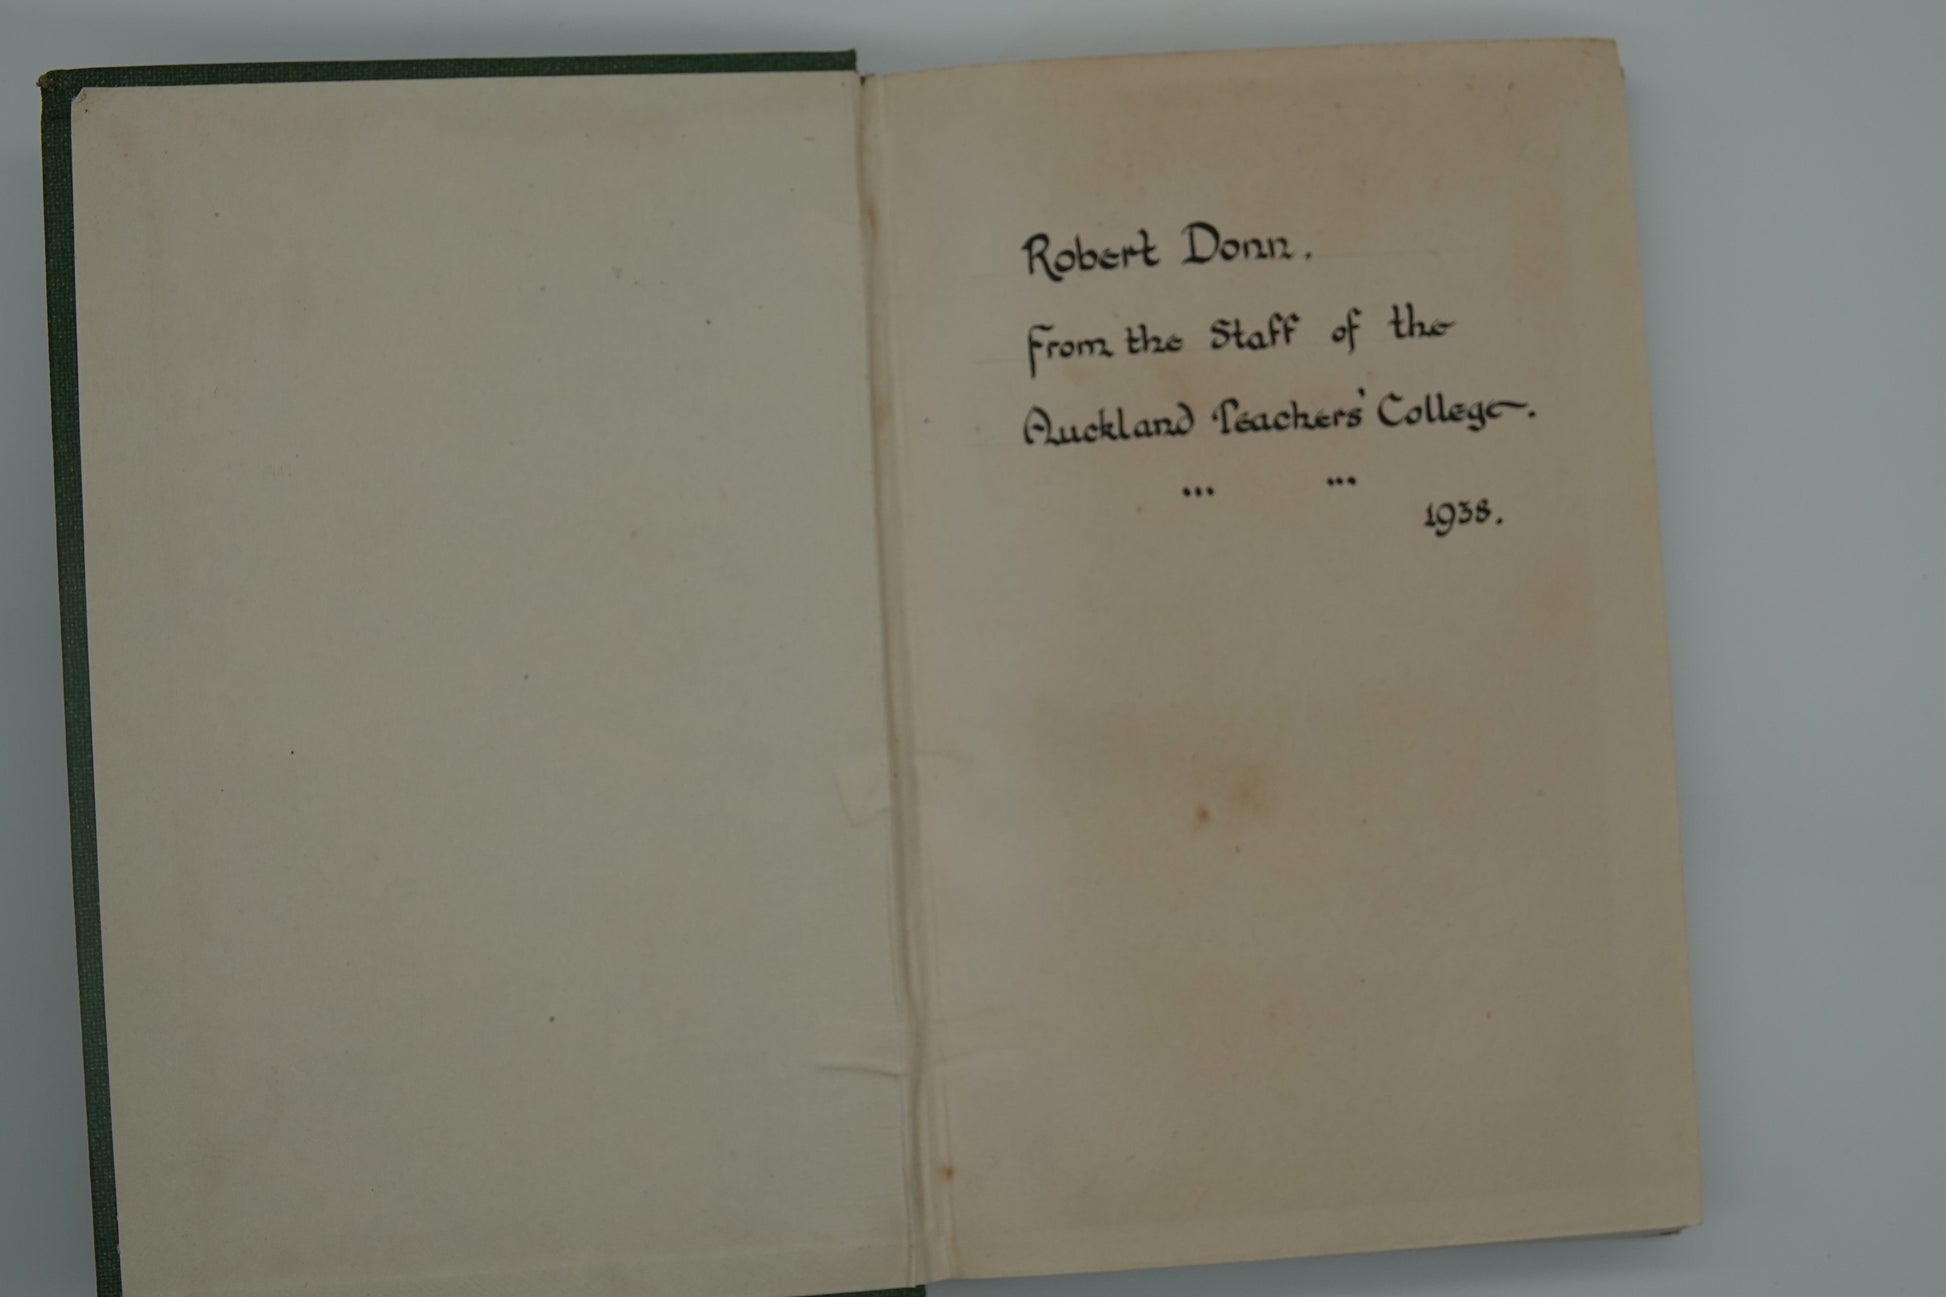 Robert Donn.
From the Staff of the
Auckland Teachers' College.
... ...
1938.